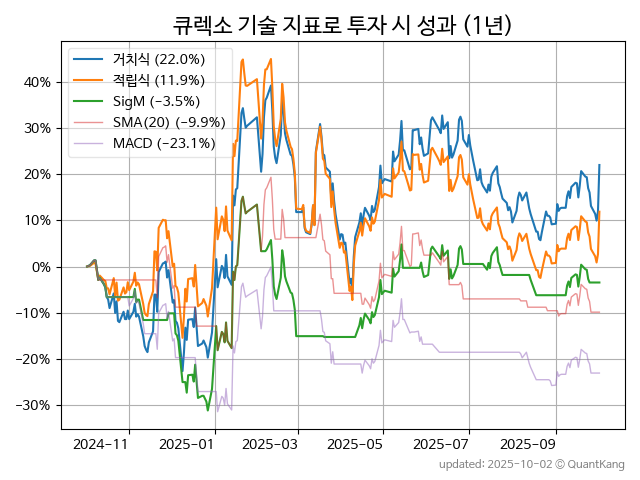 큐렉소 기술 지표로 투자 시 성과 (1년)
거치식 (22.0%)
적립식 (11.9%)
SigM (−3.5%)
SMA(20) (−9.9%)
MACD (−23.1%)
40%
30%
20%
10%
0%
−10%
−20%
−30%
2024-11 2025-01 2025-03 2025-05 2025-07 2025-09
updated: 2025-10-02 © QuantKang